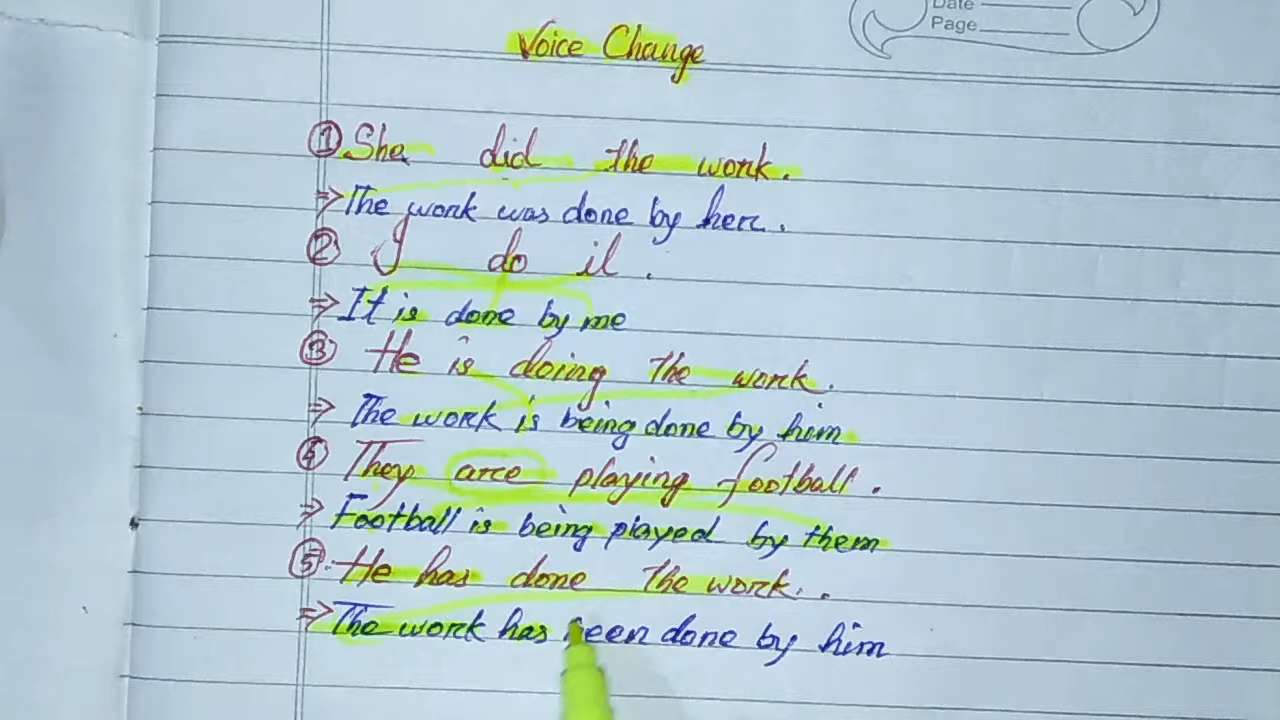 Date
Page
Voice Change
① She did the work.
⇒ The work was done by her.
② I do it.
⇒ It is done by me
③ He is doing the work.
⇒ The work is being done by him
④ They are playing football.
⇒ Football is being played by them
⑤ He has done the work..
⇒ The work has been done by him